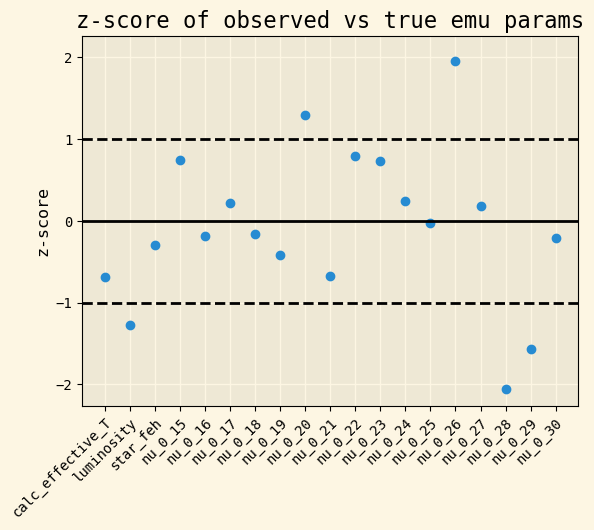 z-score of observed vs true emu params
z-score
2
1
0
−1
−2
calc_effective_T
luminosity
star_feh
nu_0_15
nu_0_16
nu_0_17
nu_0_18
nu_0_19
nu_0_20
nu_0_21
nu_0_22
nu_0_23
nu_0_24
nu_0_25
nu_0_26
nu_0_27
nu_0_28
nu_0_29
nu_0_30